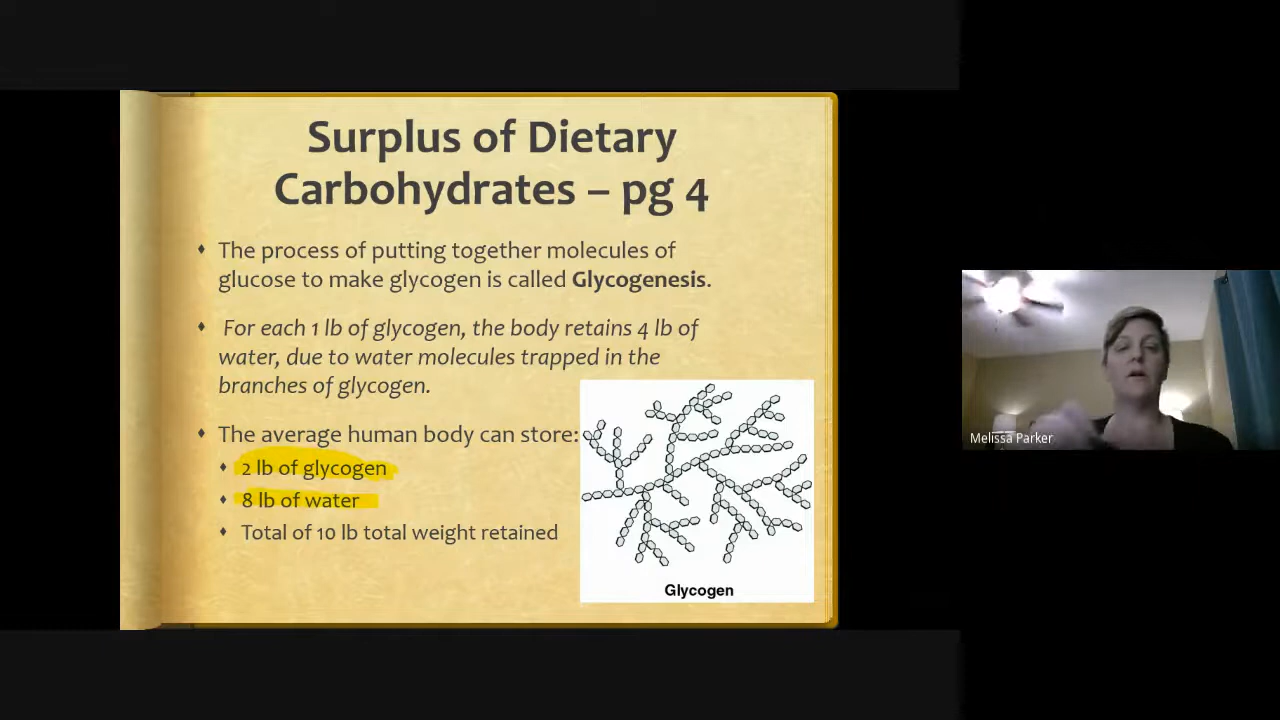 Surplus of Dietary
Carbohydrates – pg 4
The process of putting together molecules of
glucose to make glycogen is called Glycogenesis.
For each 1 lb of glycogen, the body retains 4 lb of
water, due to water molecules trapped in the
branches of glycogen.
The average human body can store:
2 lb of glycogen
8 lb of water
Total of 10 lb total weight retained
Glycogen
Melissa Parker